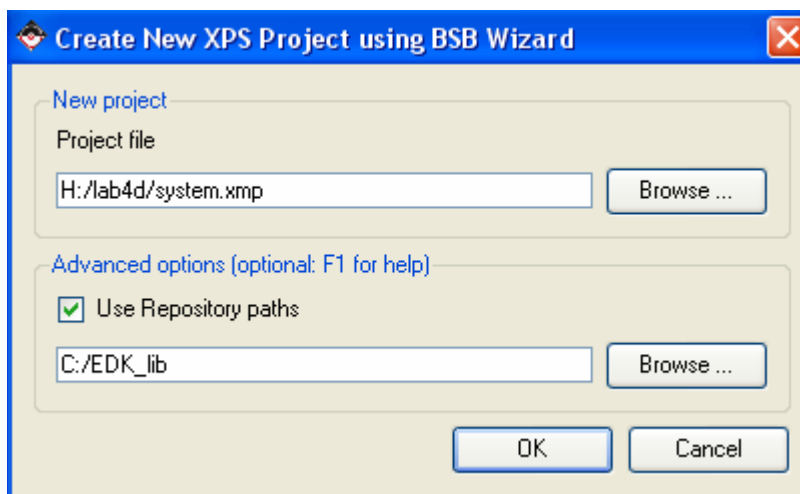 Create New XPS Project using BSB Wizard
New project
Project file
H:/lab4d/system.xmp
Browse ...
Advanced options (optional: F1 for help)
Use Repository paths
C:/EDK_lib
Browse ...
OK
Cancel